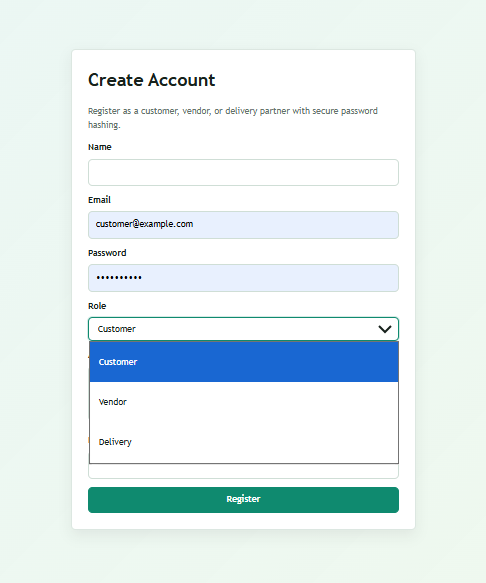 Create Account
Register as a customer, vendor, or delivery partner with secure password
hashing.
Name
Email
customer@example.com
Password
••••••••••
Role
Customer
Customer
Vendor
Delivery
Register